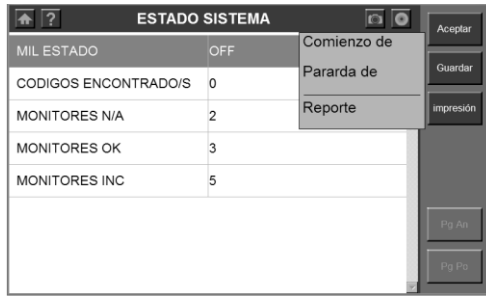 ?
ESTADO SISTEMA
Aceptar
MIL ESTADO OFF
Comienzo de
Pararda de
Reporte
Guardar
CODIGOS ENCONTRADO/S 0
impresión
MONITORES N/A 2
MONITORES OK 3
MONITORES INC 5
Pg An
Pg Po